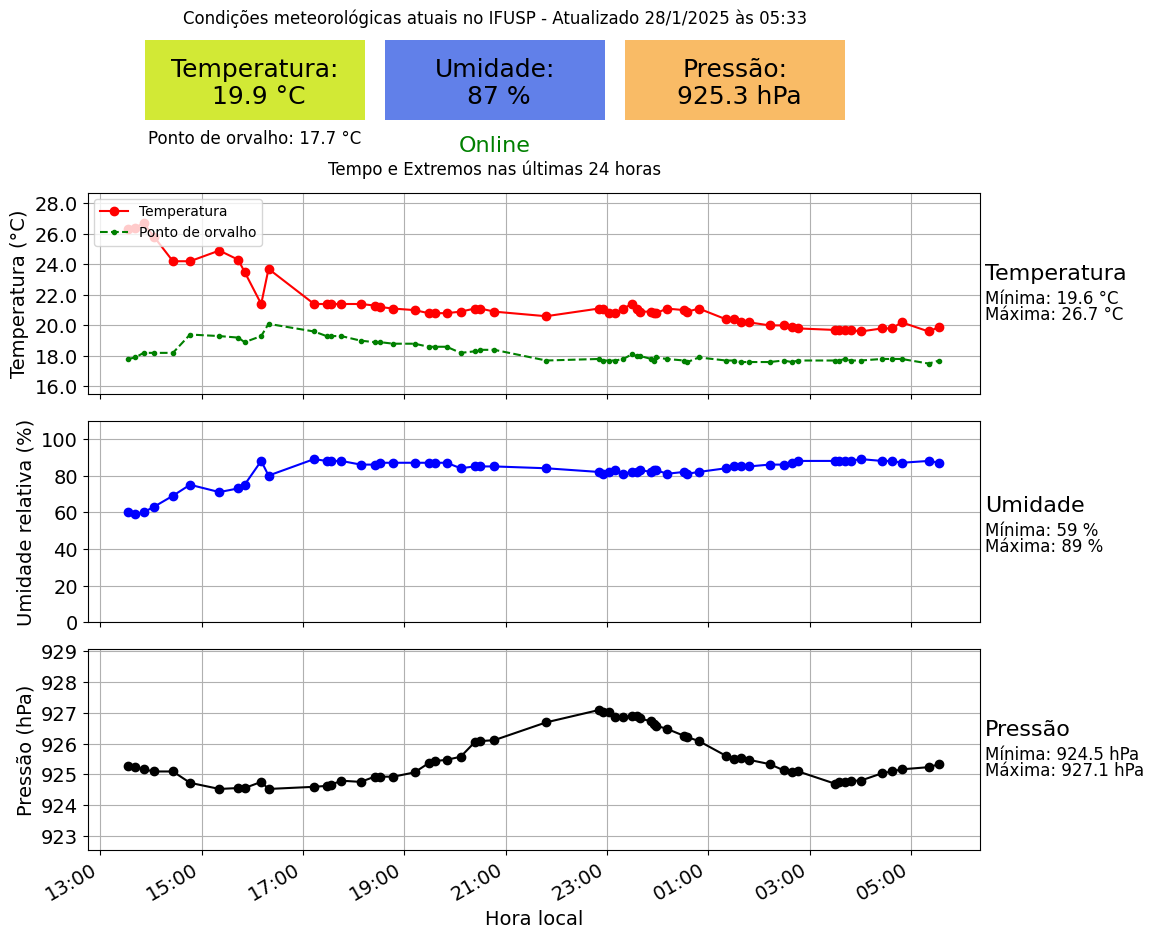 Condições meteorológicas atuais no IFUSP - Atualizado 28/1/2025 às 05:33
Temperatura:
19.9 °C
Umidade:
87 %
Pressão:
925.3 hPa
Ponto de orvalho: 17.7 °C
Online
Tempo e Extremos nas últimas 24 horas
Temperatura (°C)
28.0
26.0
24.0
22.0
20.0
18.0
16.0
Temperatura
Ponto de orvalho
Temperatura
Mínima: 19.6 °C
Máxima: 26.7 °C
Umidade relativa (%)
100
80
60
40
20
0
Umidade
Mínima: 59 %
Máxima: 89 %
Pressão (hPa)
929
928
927
926
925
924
923
Pressão
Mínima: 924.5 hPa
Máxima: 927.1 hPa
13:00
15:00
17:00
19:00
21:00
23:00
01:00
03:00
05:00
Hora local